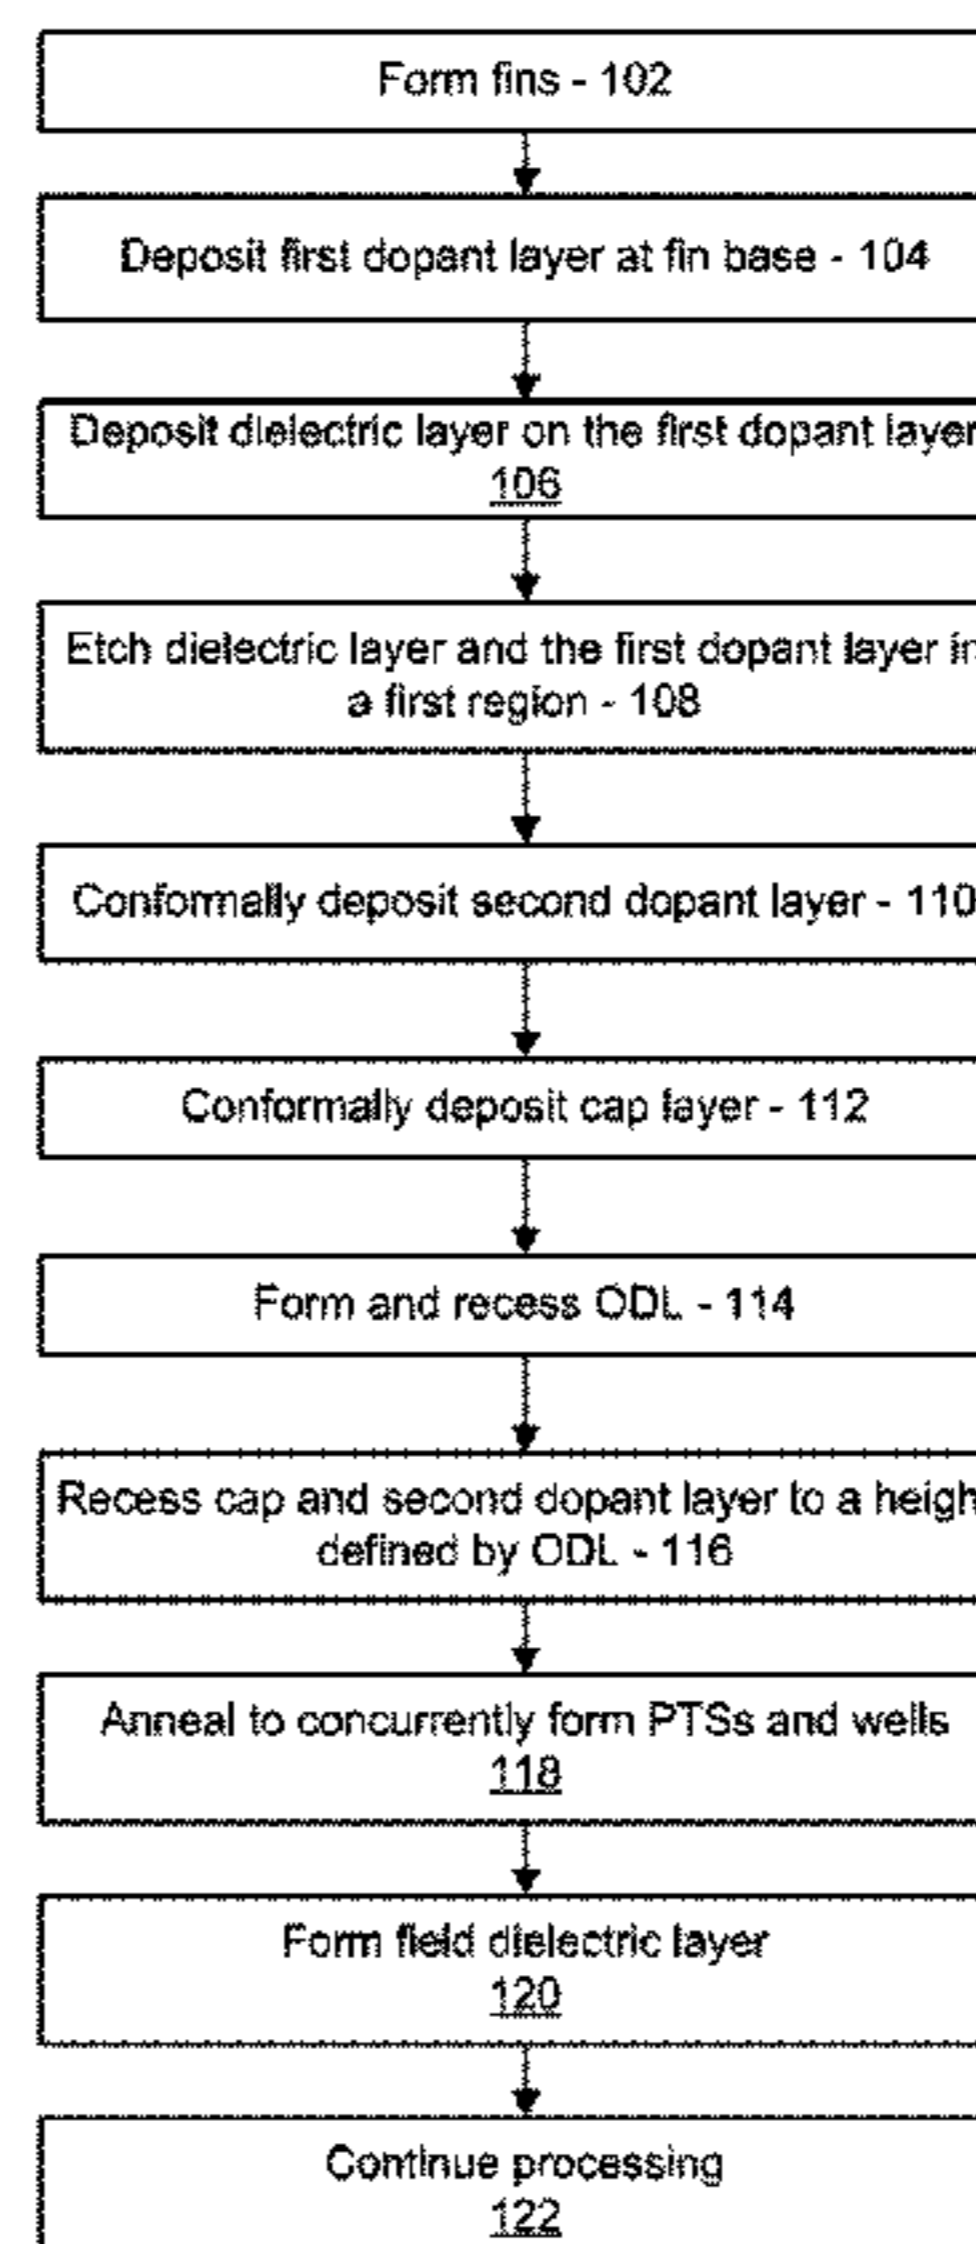 Form fins - 102
Deposit first dopant layer at fin base - 104
Deposit dielectric layer on the first dopant layer
106
Etch dielectric layer and the first dopant layer in
a first region - 108
Conformally deposit second dopant layer - 110
Conformally deposit cap layer - 112
Form and recess ODL - 114
Recess cap and second dopant layer to a heigh
defined by ODL - 116
Anneal to concurrently form PTSs and wells
118
Form field dielectric layer
120
Continue processing
122